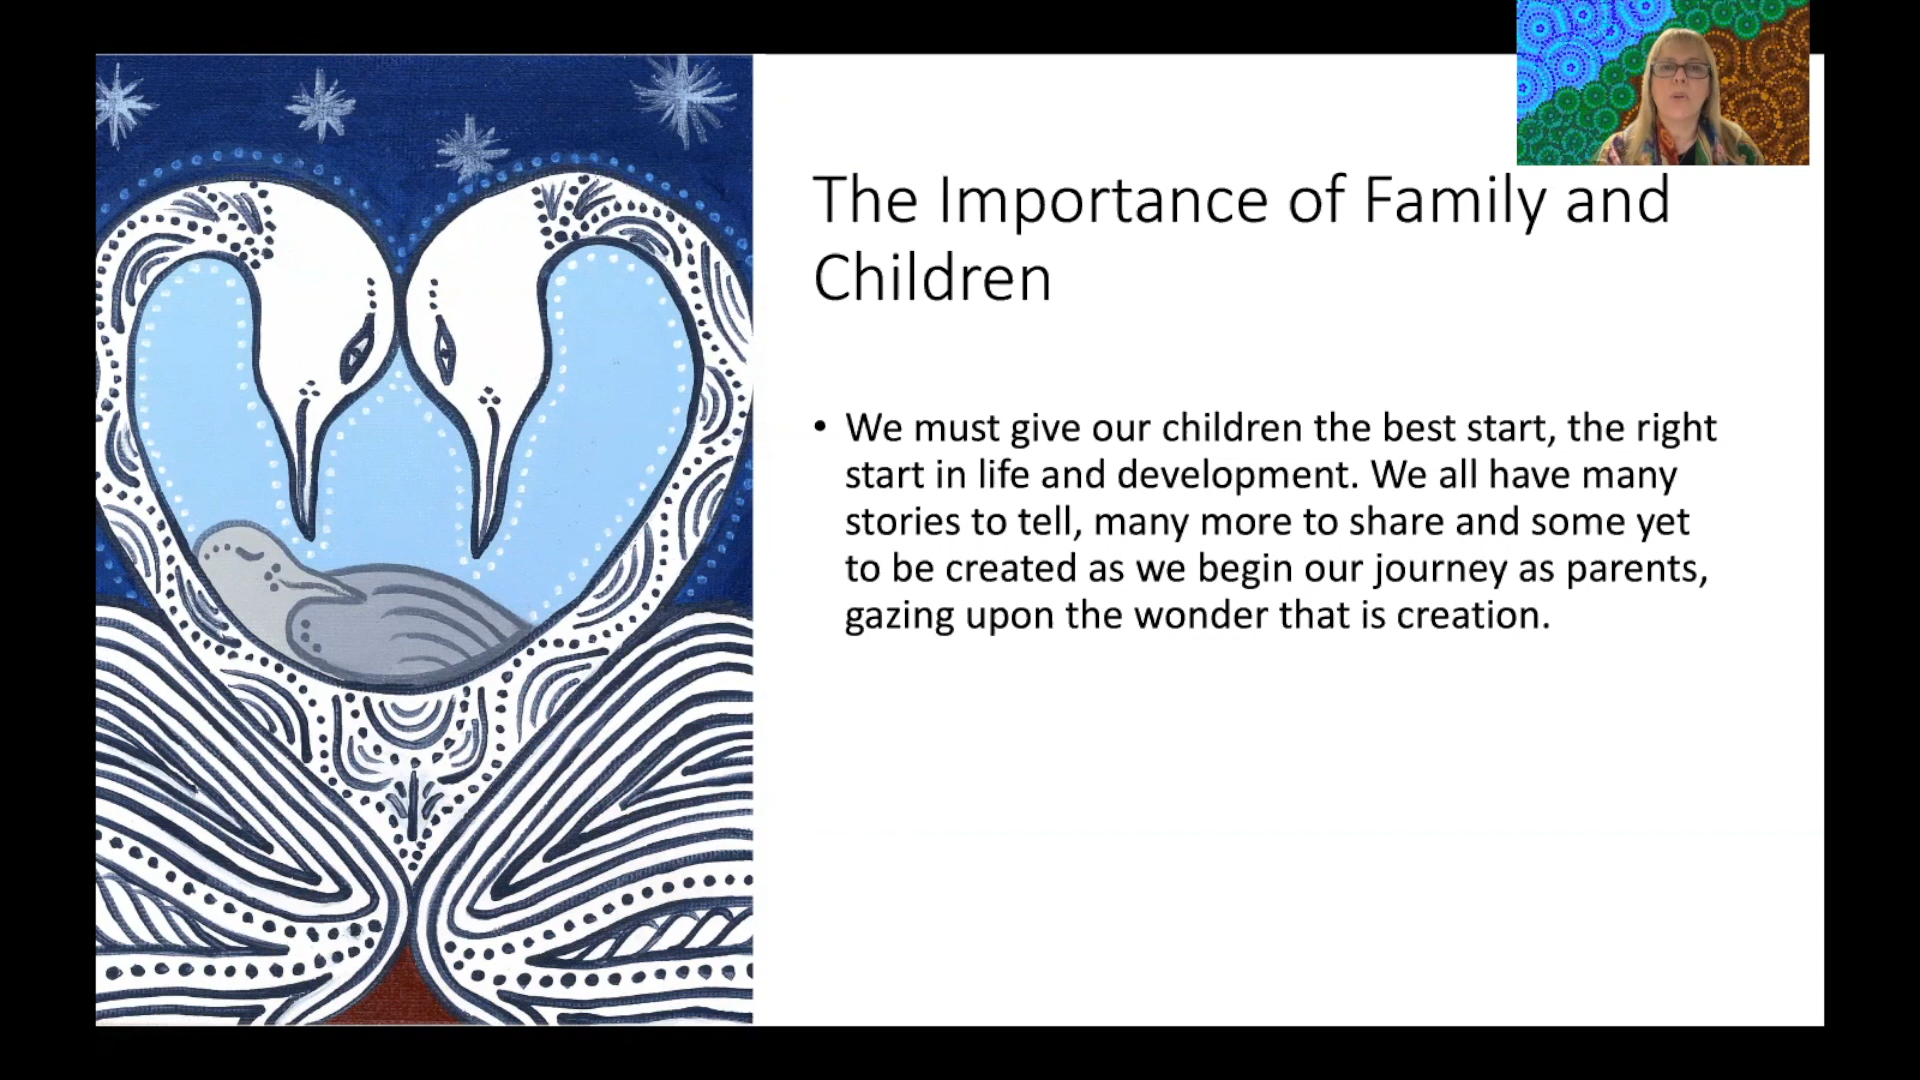 The Importance of Family and
Children
• We must give our children the best start, the right
start in life and development. We all have many
stories to tell, many more to share and some yet
to be created as we begin our journey as parents,
gazing upon the wonder that is creation.